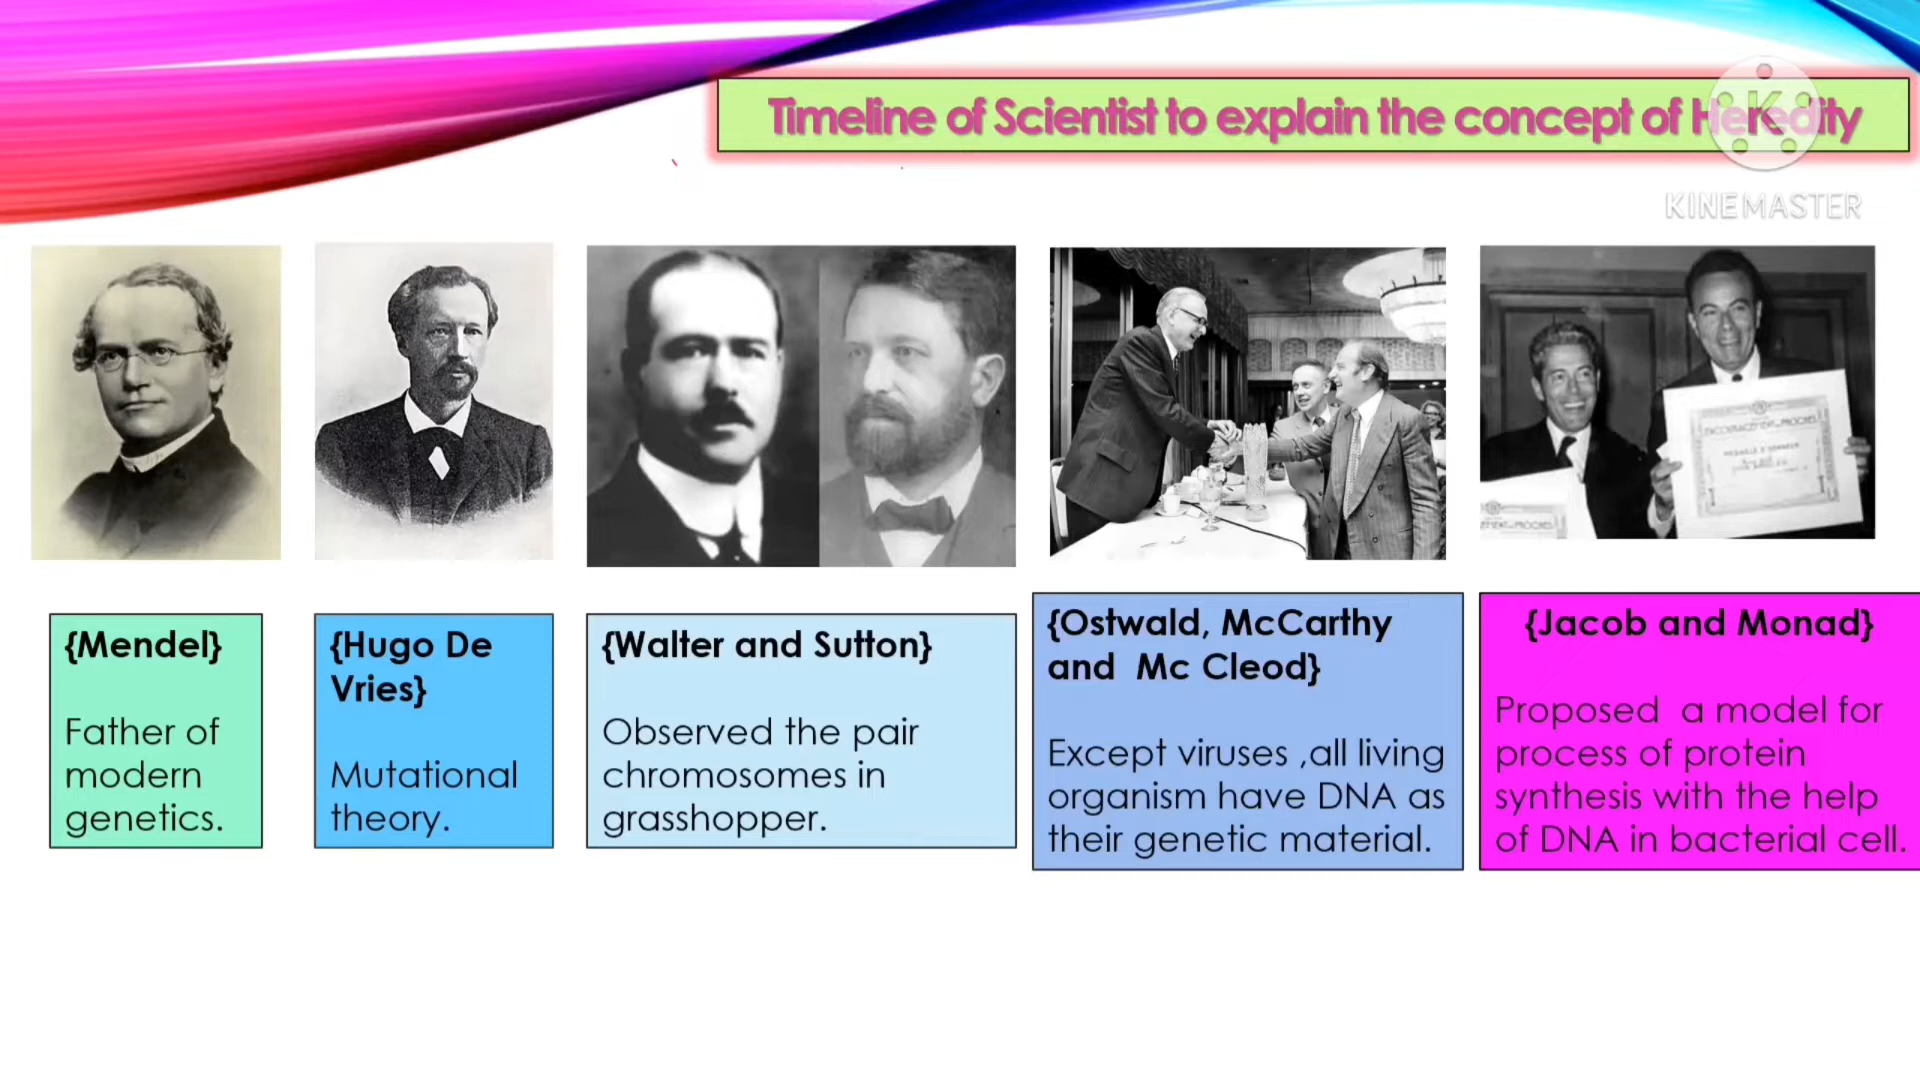 Timeline of Scientist to explain the concept of Heredity
KINEMASTER
{Mendel}
Father of
modern
genetics.
{Hugo De
Vries}
Mutational
theory.
{Walter and Sutton}
Observed the pair
chromosomes in
grasshopper.
{Ostwald, McCarthy
and Mc Cleod}
Except viruses ,all living
organism have DNA as
their genetic material.
{Jacob and Monad}
Proposed a model for
process of protein
synthesis with the help
of DNA in bacterial cell.